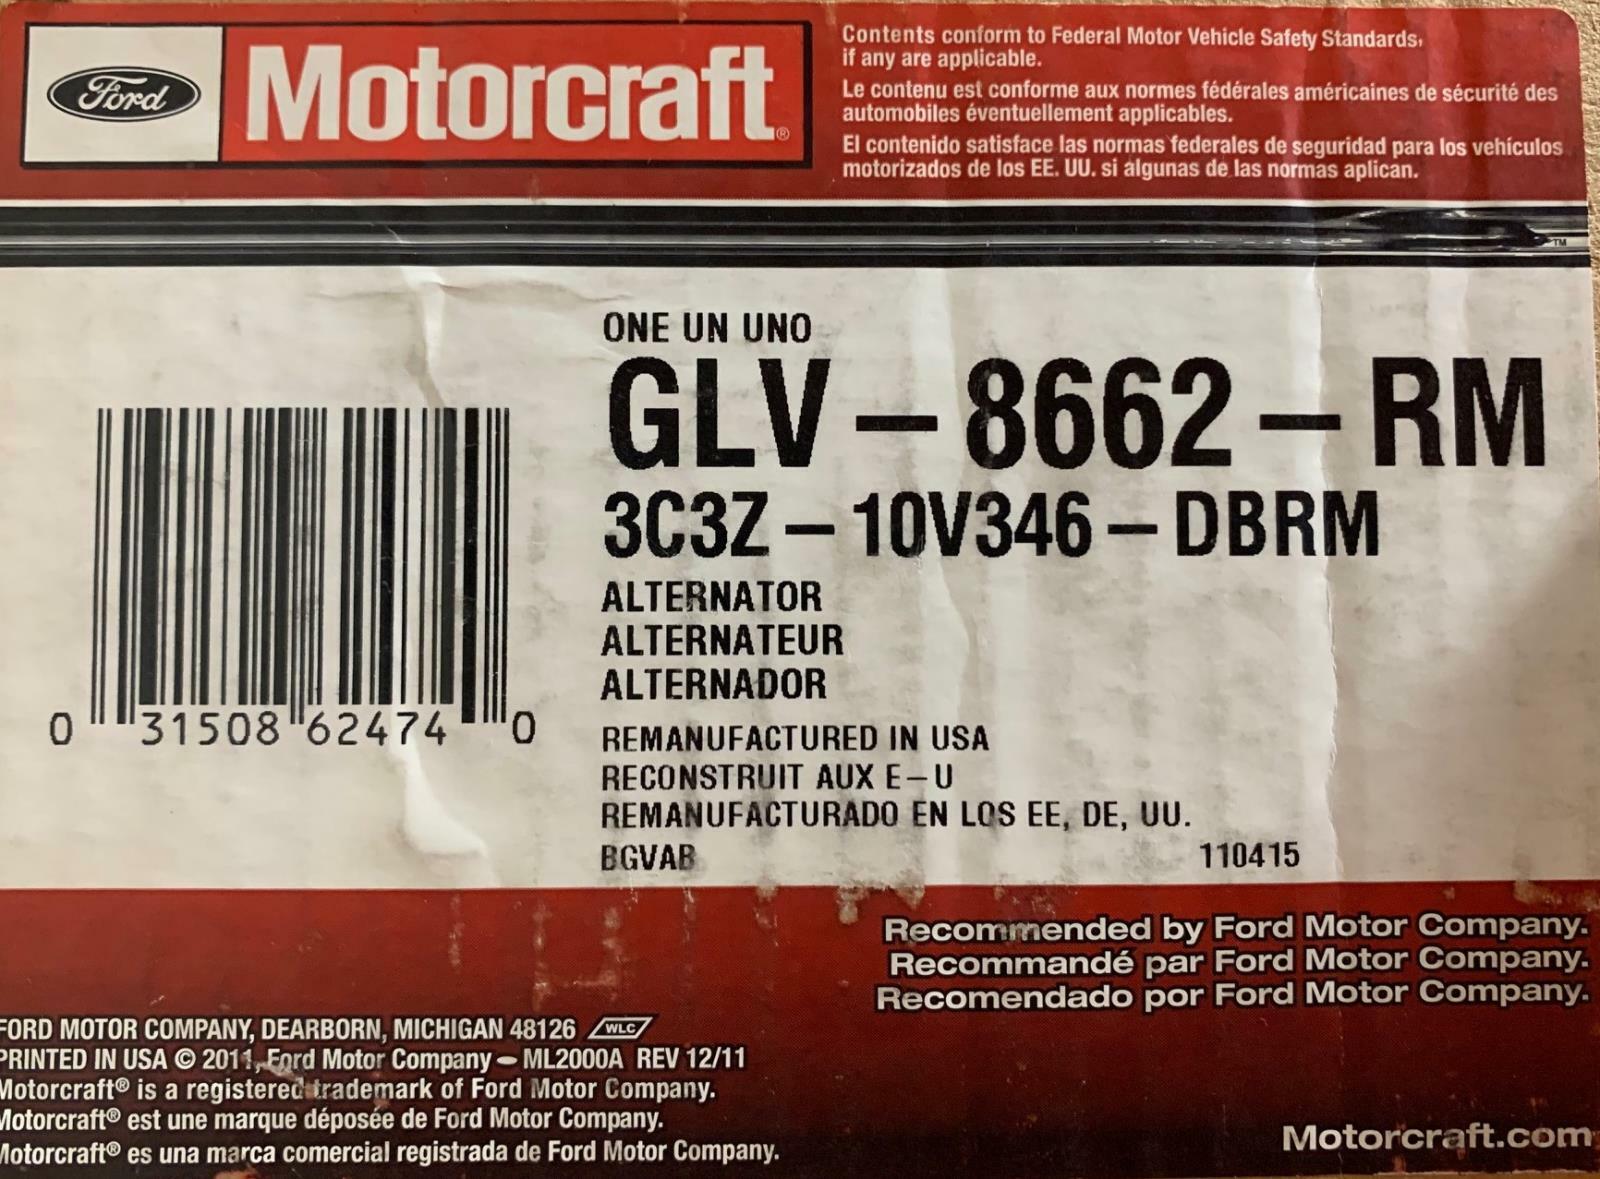 Ford
Motorcraft®
Contents conform to Federal Motor Vehicle Safety Standards,
if any are applicable.
Le contenu est conforme aux normes fédérales américaines de sécurité des
automobiles éventuellement applicables.
El contenido satisface las normas federales de seguridad para los vehículos
motorizados de los EE. UU. si algunas de las normas aplican.
™
ONE UN UNO
GLV-8662-RM
3C3Z-10V346-DBRM
ALTERNATOR
ALTERNATEUR
ALTERNADOR
0 31508 62474 0
REMANUFACTURED IN USA
RECONSTRUIT AUX E-U
REMANUFACTURADO EN LOS EE, DE, UU.
BGVAB 110415
Recommended by Ford Motor Company.
Recommandé par Ford Motor Company.
Recomendado por Ford Motor Company.
FORD MOTOR COMPANY, DEARBORN, MICHIGAN 48126 WLC
PRINTED IN USA © 2011, Ford Motor Company – ML2000A REV 12/11
Motorcraft® is a registered trademark of Ford Motor Company.
Motorcraft® est une marque déposée de Ford Motor Company.
Motorcraft® es una marca comercial registrada de Ford Motor Company.
Motorcraft.com